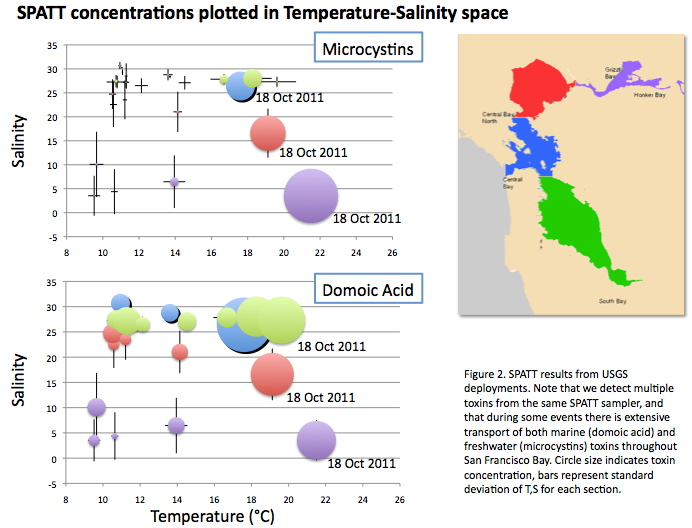 SPATT concentrations plotted in Temperature-Salinity space
Microcystins
35
30
25
20
15
10
5
0
-5
Salinity
8 10 12 14 16 18 20 22 24 26
18 Oct 2011
18 Oct 2011
18 Oct 2011
Domoic Acid
35
30
25
20
15
10
5
0
-5
Salinity
8 10 12 14 16 18 20 22 24 26
Temperature (°C)
18 Oct 2011
18 Oct 2011
18 Oct 2011
Grizzly
Bay
Honker Bay
Central Bay
North
Central
Bay
South Bay
Figure 2. SPATT results from USGS
deployments. Note that we detect multiple
toxins from the same SPATT sampler, and
that during some events there is extensive
transport of both marine (domoic acid) and
freshwater (microcystins) toxins throughout
San Francisco Bay. Circle size indicates toxin
concentration, bars represent standard
deviation of T,S for each section.